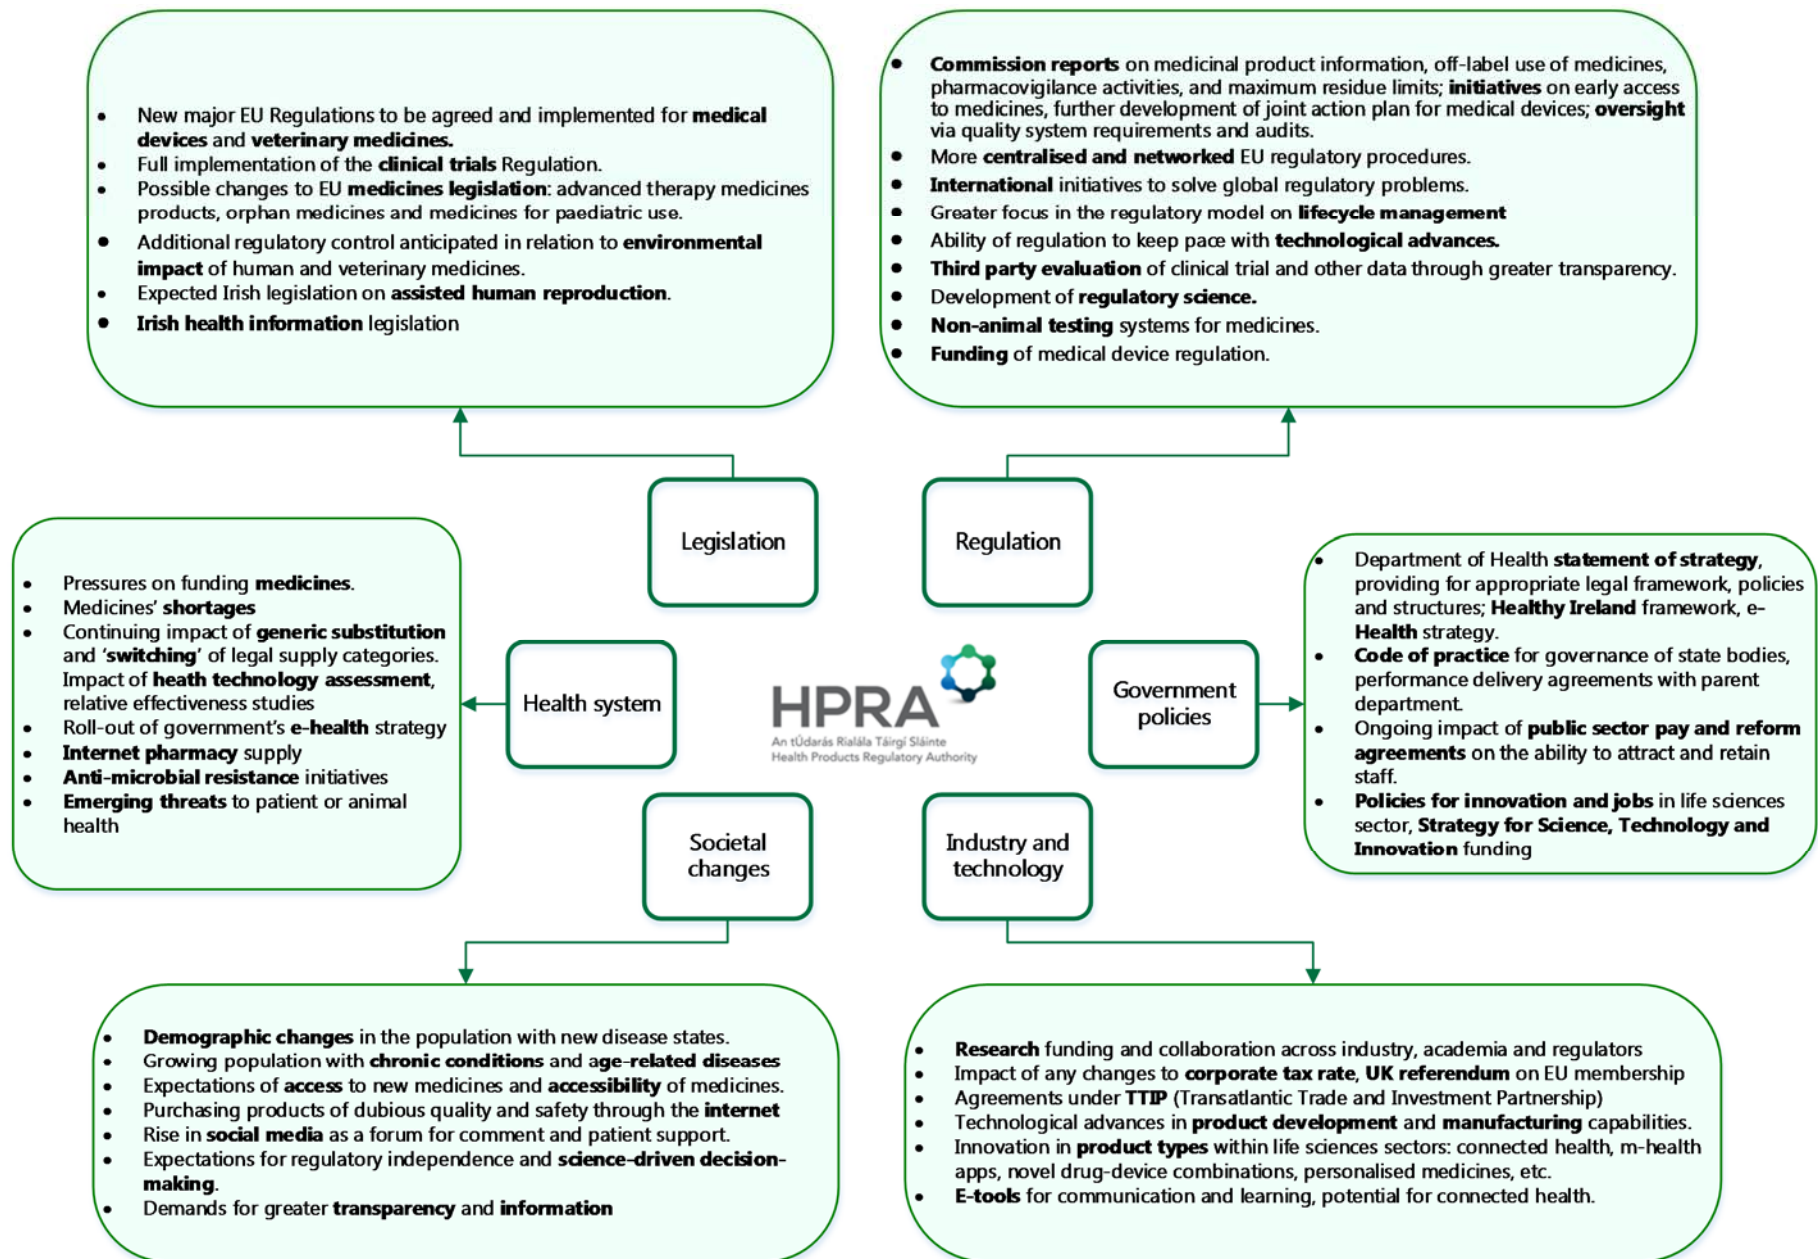 • New major EU Regulations to be agreed and implemented for medical
devices and veterinary medicines.
• Full implementation of the clinical trials Regulation.
• Possible changes to EU medicines legislation: advanced therapy medicines
products, orphan medicines and medicines for paediatric use.
• Additional regulatory control anticipated in relation to environmental
impact of human and veterinary medicines.
• Expected Irish legislation on assisted human reproduction.
• Irish health information legislation
• Commission reports on medicinal product information, off-label use of medicines,
pharmacovigilance activities, and maximum residue limits; initiatives on early access
to medicines, further development of joint action plan for medical devices; oversight
via quality system requirements and audits.
• More centralised and networked EU regulatory procedures.
• International initiatives to solve global regulatory problems.
• Greater focus in the regulatory model on lifecycle management
• Ability of regulation to keep pace with technological advances.
• Third party evaluation of clinical trial and other data through greater transparency.
• Development of regulatory science.
• Non-animal testing systems for medicines.
• Funding of medical device regulation.
Legislation
Regulation
• Pressures on funding medicines.
• Medicines' shortages
• Continuing impact of generic substitution
and 'switching' of legal supply categories.
Impact of heath technology assessment,
relative effectiveness studies
• Roll-out of government's e-health strategy
• Internet pharmacy supply
• Anti-microbial resistance initiatives
• Emerging threats to patient or animal
health
Health system
HPRA
An tÚdarás Rialála Táirgí Sláinte
Health Products Regulatory Authority
Government
policies
• Department of Health statement of strategy,
providing for appropriate legal framework, policies
and structures; Healthy Ireland framework, e-
Health strategy.
• Code of practice for governance of state bodies,
performance delivery agreements with parent
department.
• Ongoing impact of public sector pay and reform
agreements on the ability to attract and retain
staff.
• Policies for innovation and jobs in life sciences
sector, Strategy for Science, Technology and
Innovation funding
Societal
changes
Industry and
technology
• Demographic changes in the population with new disease states.
• Growing population with chronic conditions and age-related diseases
• Expectations of access to new medicines and accessibility of medicines.
• Purchasing products of dubious quality and safety through the internet
• Rise in social media as a forum for comment and patient support.
• Expectations for regulatory independence and science-driven decision-
making.
• Demands for greater transparency and information
• Research funding and collaboration across industry, academia and regulators
• Impact of any changes to corporate tax rate, UK referendum on EU membership
• Agreements under TTIP (Transatlantic Trade and Investment Partnership)
• Technological advances in product development and manufacturing capabilities.
• Innovation in product types within life sciences sectors: connected health, m-health
apps, novel drug-device combinations, personalised medicines, etc.
• E-tools for communication and learning, potential for connected health.